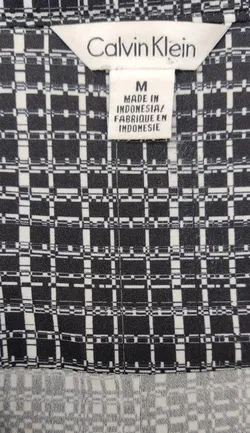 Calvin Klein
M
MADE IN
INDONESIA/
FABRIQUE EN
INDONESIE